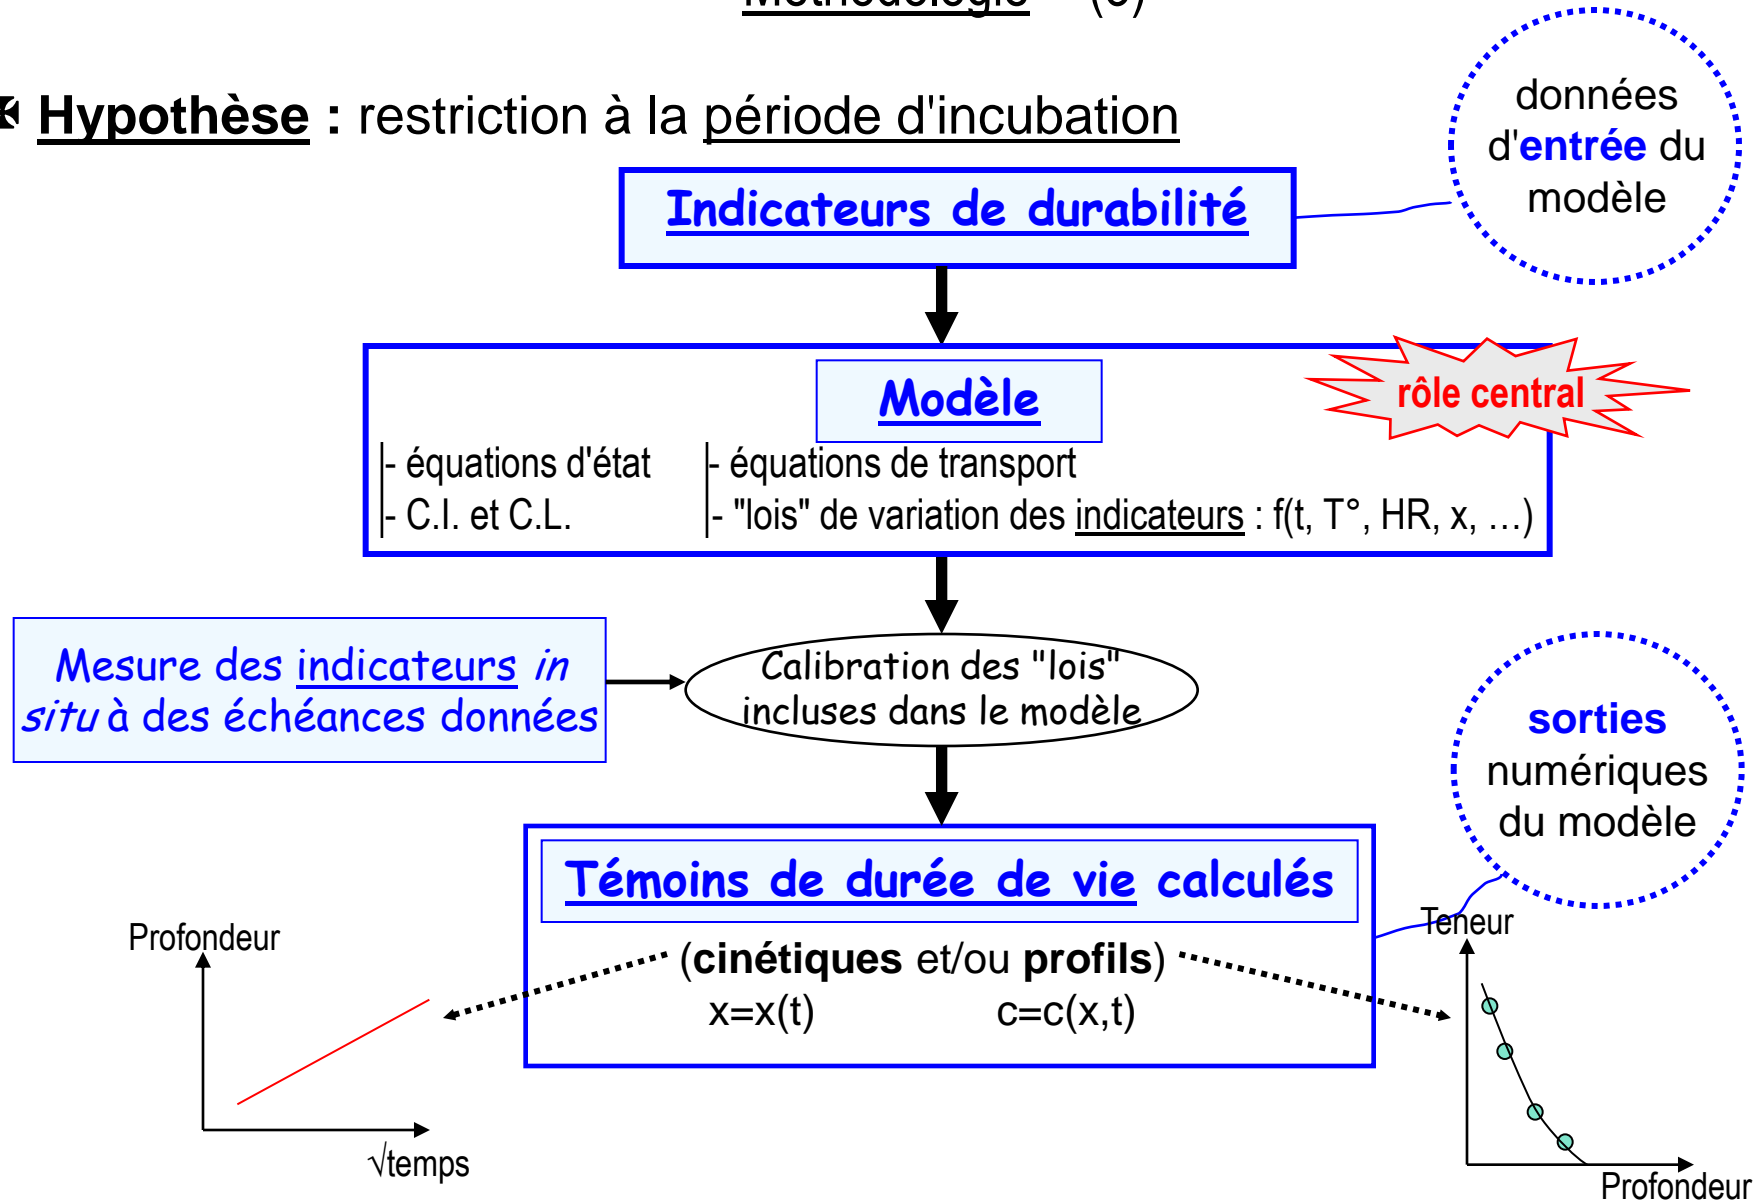 ✠ Hypothèse : restriction à la période d'incubation
données
d'entrée du
modèle
Indicateurs de durabilité
Modèle
rôle central
- équations d'état
- C.I. et C.L.
- équations de transport
- "lois" de variation des indicateurs : f(t, T°, HR, x, …)
Mesure des indicateurs in
situ à des échéances données
Calibration des "lois"
incluses dans le modèle
sorties
numériques
du modèle
Témoins de durée de vie calculés
(cinétiques et/ou profils)
x=x(t) c=c(x,t)
Profondeur
√temps
Teneur
Profondeur